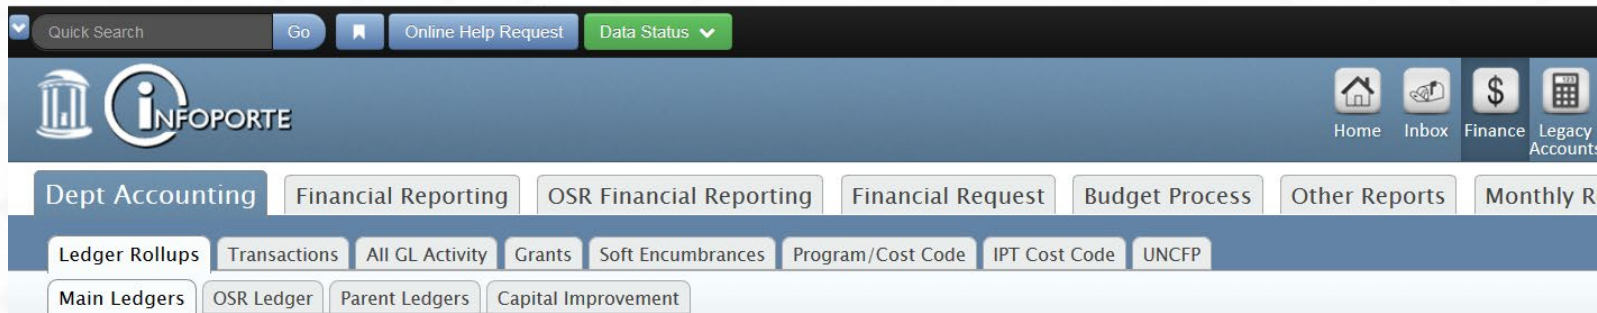 Quick Search Go Online Help Request Data Status
INFOPORTE
Home Inbox Finance Legacy Accounts
Dept Accounting Financial Reporting OSR Financial Reporting Financial Request Budget Process Other Reports Monthly R
Ledger Rollups Transactions All GL Activity Grants Soft Encumbrances Program/Cost Code IPT Cost Code UNCFP
Main Ledgers OSR Ledger Parent Ledgers Capital Improvement